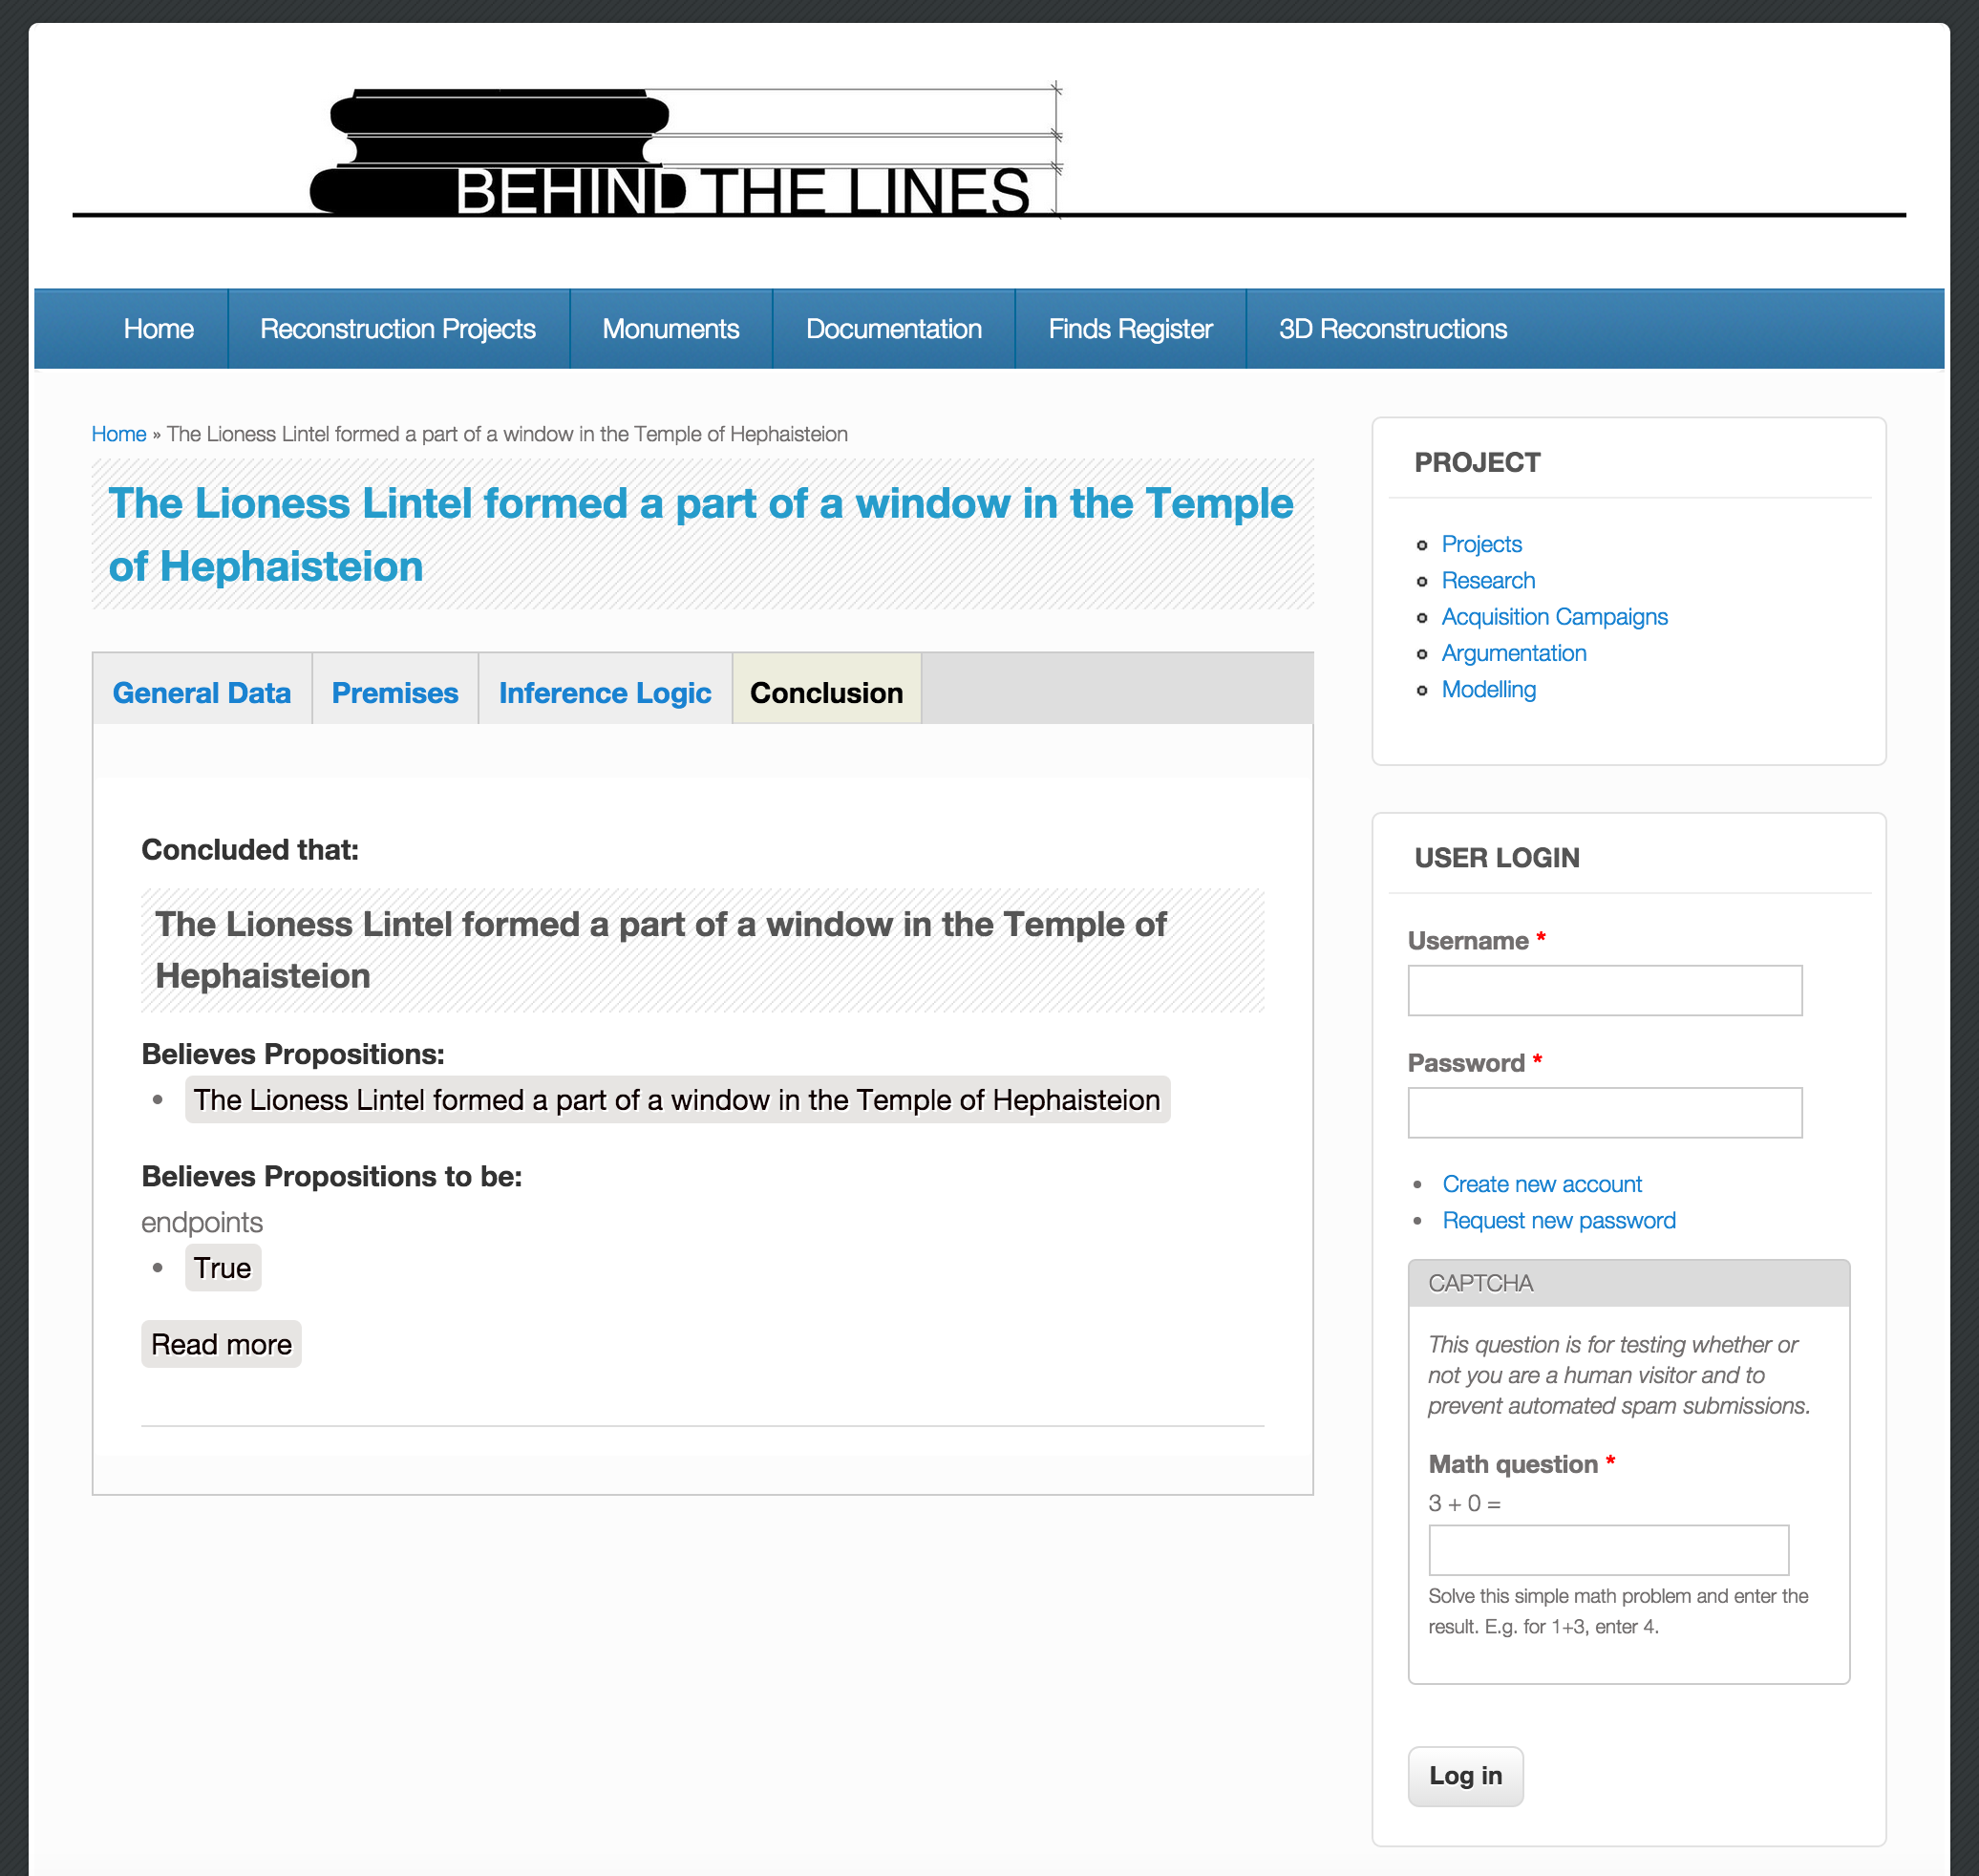 BEHIND THE LINES
Home Reconstruction Projects Monuments Documentation Finds Register 3D Reconstructions
Home » The Lioness Lintel formed a part of a window in the Temple of Hephaisteion
The Lioness Lintel formed a part of a window in the Temple
of Hephaisteion
General Data Premises Inference Logic Conclusion
Concluded that:
The Lioness Lintel formed a part of a window in the Temple of
Hephaisteion
Believes Propositions:
• The Lioness Lintel formed a part of a window in the Temple of Hephaisteion
Believes Propositions to be:
endpoints
• True
Read more
PROJECT
Projects
Research
Acquisition Campaigns
Argumentation
Modelling
USER LOGIN
Username *
Password *
• Create new account
• Request new password
CAPTCHA
This question is for testing whether or
not you are a human visitor and to
prevent automated spam submissions.
Math question *
3 + 0 =
Solve this simple math problem and enter the
result. E.g. for 1+3, enter 4.
Log in